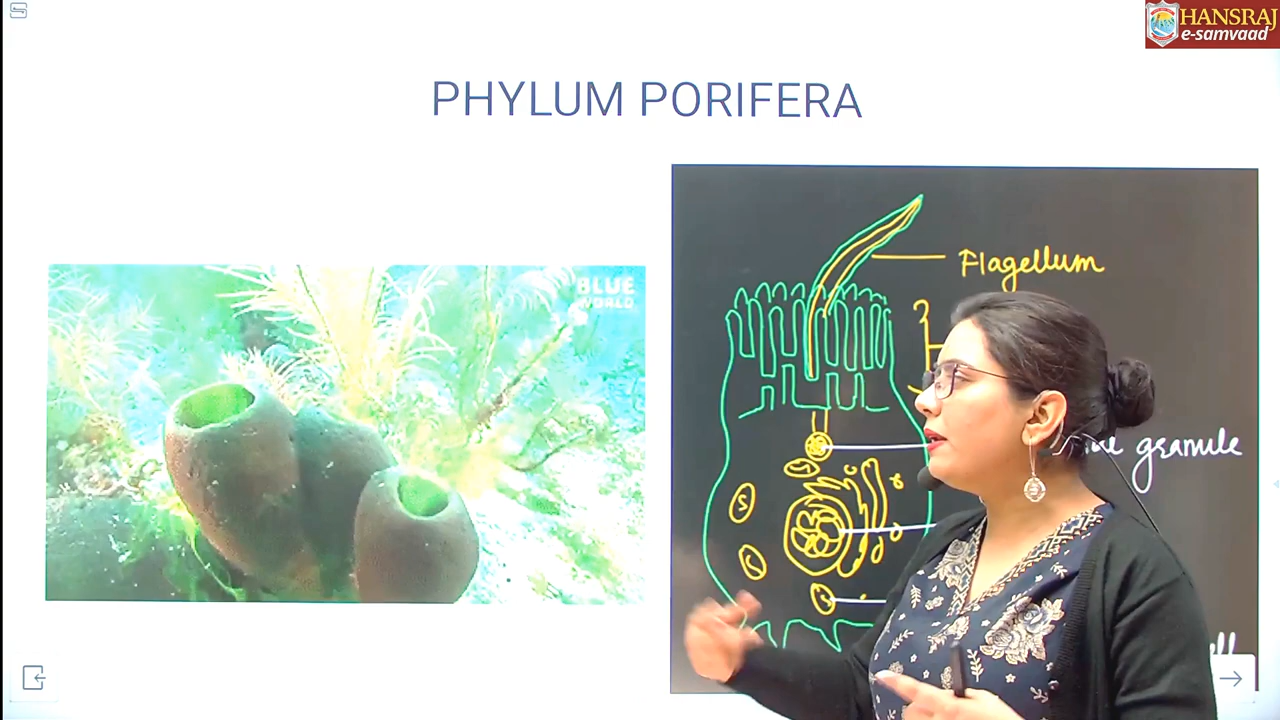 HANSRAJ
e-samvaad
PHYLUM PORIFERA
BLUE
WORLD
Flagellum
granule